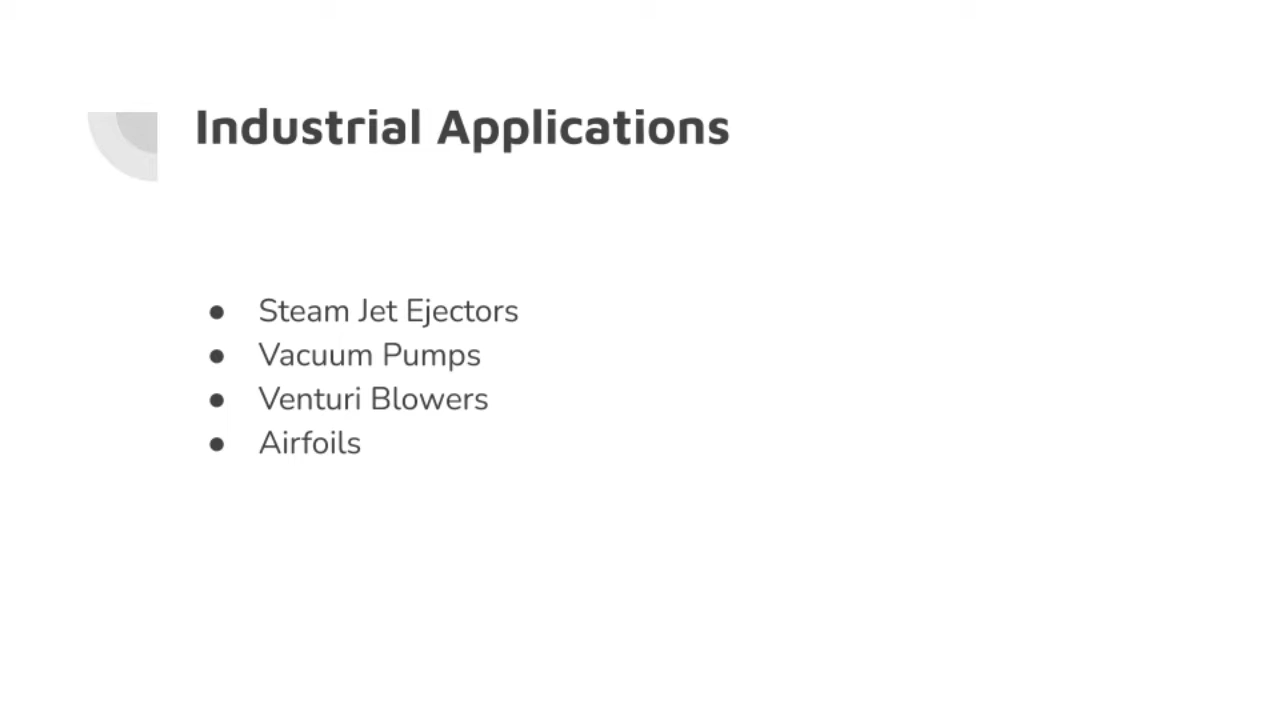 Industrial Applications
● Steam Jet Ejectors
● Vacuum Pumps
● Venturi Blowers
● Airfoils